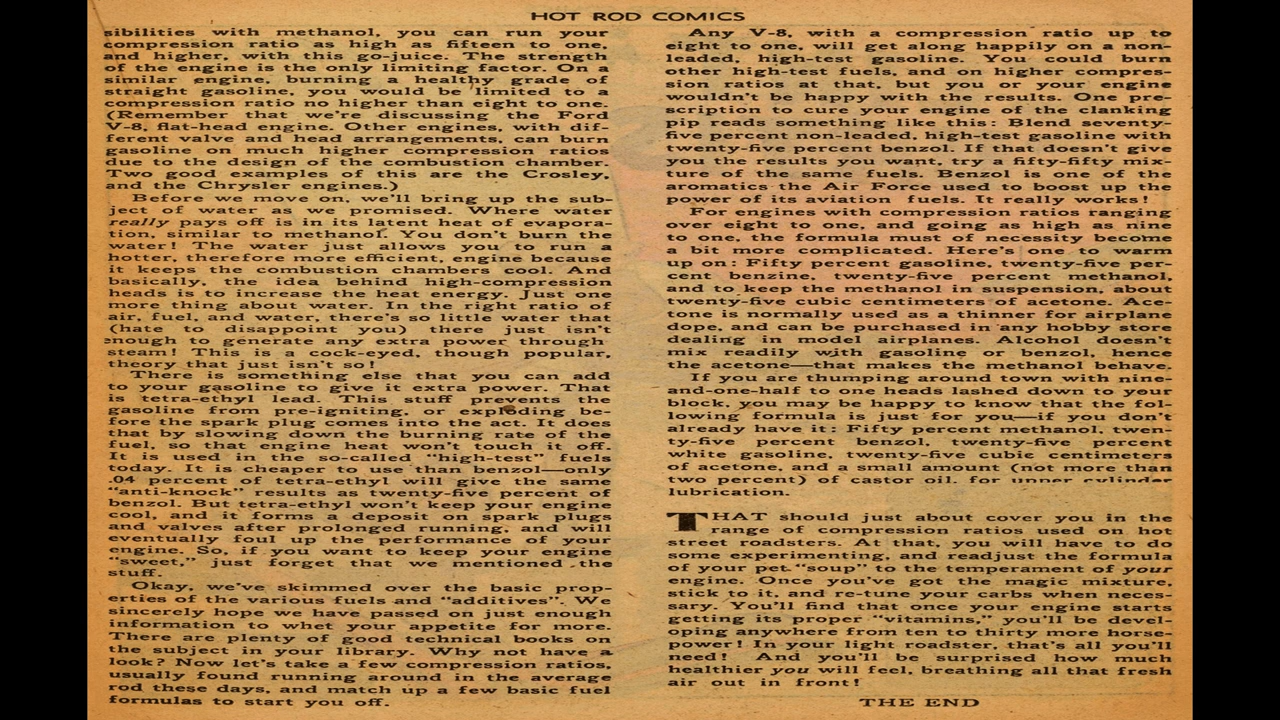 HOT ROD COMICS
sibilities with methanol, you can run your
compression ratio as high as fifteen to one,
and higher, with this go-juice. The strength
of the engine is the only limiting factor. On a
similar engine, burning a healthy grade of
straight gasoline, you would be limited to a
compression ratio no higher than eight to one.
(Remember that we're discussing the Ford
V-8, flat-head engine. Other engines, with dif-
ferent valve and head arrangements, can burn
gasoline on much higher compression ratios
due to the design of the combustion chamber.
Two good examples of this are the Crosley,
and the Chrysler engines.)
Before we move on, we'll bring up the sub-
ject of water as we promised. Where water
really pays off is in its latent heat of evapora-
tion, similar to methanol. You don't burn the
water! The water just allows you to run a
hotter, therefore more efficient, engine because
it keeps the combustion chambers cool. And
basically, the idea behind high-compression
heads is to increase the heat energy. Just one
more thing about water. In the right ratio of
air, fuel, and water, there's so little water that
(hate to disappoint you) there just isn't
enough to generate any extra power through
steam! This is a cock-eyed, though popular,
theory that just isn't so!
There is something else that you can add
to your gasoline to give it extra power. That
is tetra-ethyl lead. This stuff prevents the
gasoline from pre-igniting, or exploding be-
fore the spark plug comes into the act. It does
that by slowing down the burning rate of the
fuel, so that engine heat won't touch it off.
It is used in the so-called "high-test" fuels
today. It is cheaper to use than benzol—only
.04 percent of tetra-ethyl will give the same
"anti-knock" results as twenty-five percent of
benzol. But tetra-ethyl won't keep your engine
cool, and it forms a deposit on spark plugs
and valves after prolonged running, and will
eventually foul up the performance of your
engine. So, if you want to keep your engine
"sweet," just forget that we mentioned the
stuff.
Okay, we've skimmed over the basic prop-
erties of the various fuels and "additives". We
sincerely hope we have passed on just enough
information to whet your appetite for more.
There are plenty of good technical books on
the subject in your library. Why not have a
look? Now let's take a few compression ratios,
usually found running around in the average
rod these days, and match up a few basic fuel
formulas to start you off.
Any V-8, with a compression ratio up to
eight to one, will get along happily on a non-
leaded, high-test gasoline. You could burn
other high-test fuels, and on higher compres-
sion ratios at that, but you or your engine
wouldn't be happy with the results. One pre-
scription to cure your engine of the clanking
pip reads something like this: Blend seventy-
five percent non-leaded, high-test gasoline with
twenty-five percent benzol. If that doesn't give
you the results you want, try a fifty-fifty mix-
ture of the same fuels. Benzol is one of the
aromatics the Air Force used to boost up the
power of its aviation fuels. It really works!
For engines with compression ratios ranging
over eight to one, and going as high as nine
to one, the formula must of necessity become
a bit more complicated. Here's one to warm
up on: Fifty percent gasoline, twenty-five per-
cent benzine, twenty-five percent methanol,
and to keep the methanol in suspension, about
twenty-five cubic centimeters of acetone. Ace-
tone is normally used as a thinner for airplane
dope, and can be purchased in any hobby store
dealing in model airplanes. Alcohol doesn't
mix readily with gasoline or benzol, hence
the acetone—that makes the methanol behave.
If you are thumping around town with nine-
and-one-half to one heads lashed down to your
block, you may be happy to know that the fol-
lowing formula is just for you—if you don't
already have it: Fifty percent methanol, twen-
ty-five percent benzol, twenty-five percent
white gasoline, twenty-five cubic centimeters
of acetone, and a small amount (not more than
two percent) of castor oil, for upper cylinder
lubrication.
THAT should just about cover you in the
range of compression ratios used on hot
street roadsters. At that, you will have to do
some experimenting, and readjust the formula
of your pet "soup" to the temperament of your
engine. Once you've got the magic mixture,
stick to it, and re-tune your carbs when neces-
sary. You'll find that once your engine starts
getting its proper "vitamins," you'll be devel-
oping anywhere from ten to thirty more horse-
power! In your light roadster, that's all you'll
need! And you'll be surprised how much
healthier you will feel, breathing all that fresh
air out in front!
THE END